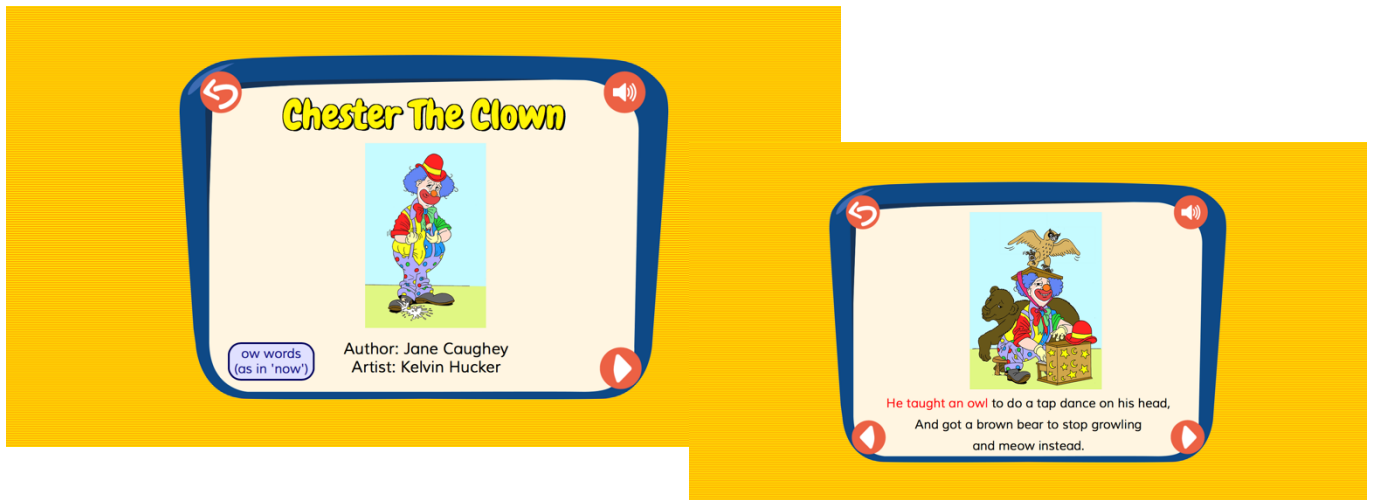 Chester The Clown
ow words
(as in 'now')
Author: Jane Caughey
Artist: Kelvin Hucker
He taught an owl to do a tap dance on his head,
And got a brown bear to stop growling
and meow instead.